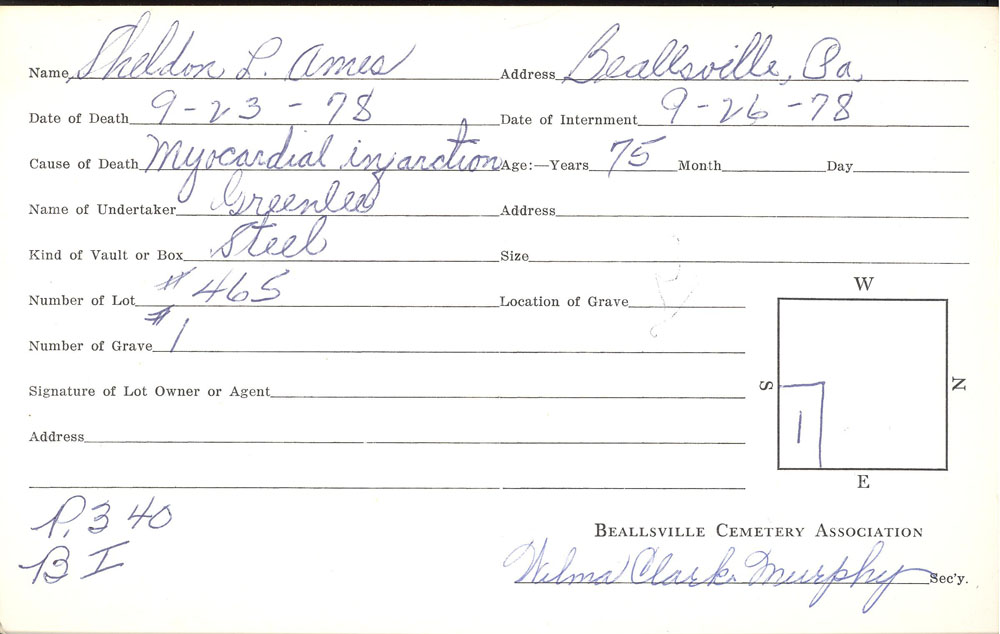 Name Sheldon L. Ames Address Beallsville, Pa.
Date of Death 9-23-78 Date of Internment 9-26-78
Cause of Death Myocardial injarction Age:—Years 75 Month Day
Name of Undertaker Greenlee Address
Kind of Vault or Box Steel Size
Number of Lot #465 Location of Grave
W
Number of Grave #1
Signature of Lot Owner or Agent
S N
1
Address
E
P. 340
BEALLSVILLE CEMETERY ASSOCIATION
B I
Wilma Clark Murphy Sec'y.